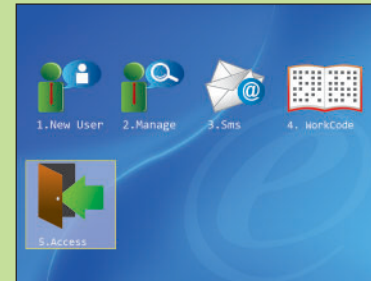 1.New User
2.Manage
3.Sms
4. WorkCode
5.Access